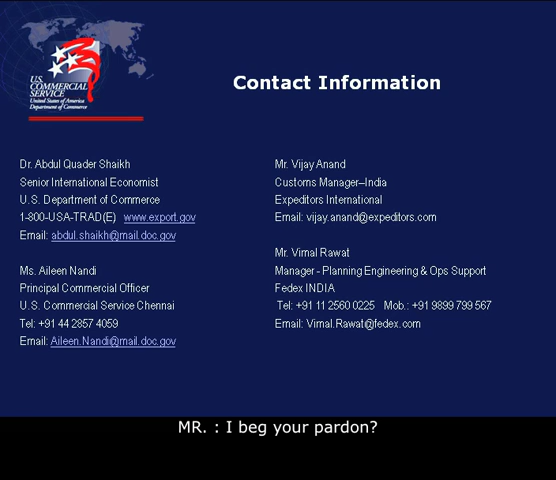 U.S.
COMMERCIAL
SERVICE
United States of America
Department of Commerce
Contact Information
Dr. Abdul Quader Shaikh
Senior International Economist
U.S. Department of Commerce
1-800-USA-TRAD(E) www.export.gov
Email: abdul.shaikh@mail.doc.gov
Ms. Aileen Nandi
Principal Commercial Officer
U.S. Commercial Service Chennai
Tel: +91 44 2857 4059
Email: Aileen.Nandi@mail.doc.gov
Mr. Vijay Anand
Customs Manager–India
Expeditors International
Email: vijay.anand@expeditors.com
Mr. Vimal Rawat
Manager - Planning Engineering & Ops Support
Fedex INDIA
Tel: +91 11 2560 0225 Mob.: +91 9899 799 567
Email: Vimal.Rawat@fedex.com
MR. : I beg your pardon?